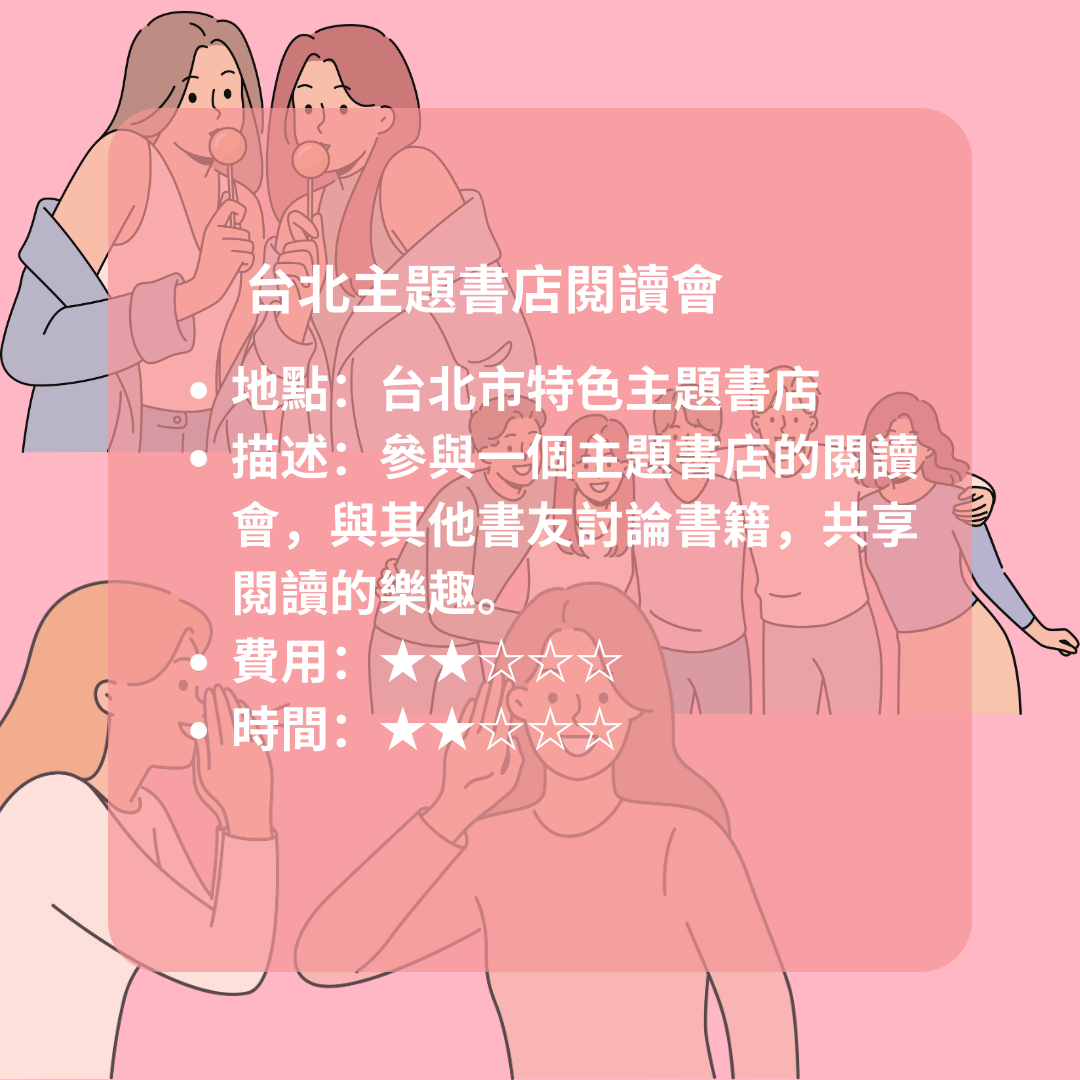 台北主題書店閱讀會
• 地點：台北市特色主題書店
• 描述：參與一個主題書店的閱讀
會，與其他書友討論書籍，共享
閱讀的樂趣。
• 費用：★★☆☆☆
• 時間：★★☆☆☆